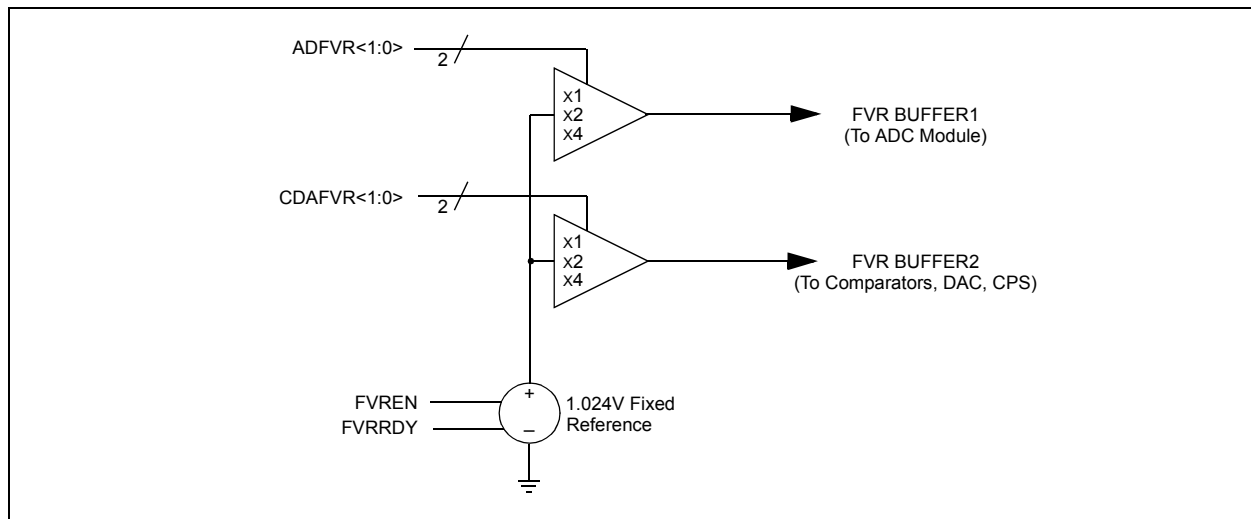 ADFVR<1:0>
2
x1
x2
x4
FVR BUFFER1
(To ADC Module)
CDAFVR<1:0>
2
x1
x2
x4
FVR BUFFER2
(To Comparators, DAC, CPS)
FVREN
FVRRDY
+
–
1.024V Fixed
Reference